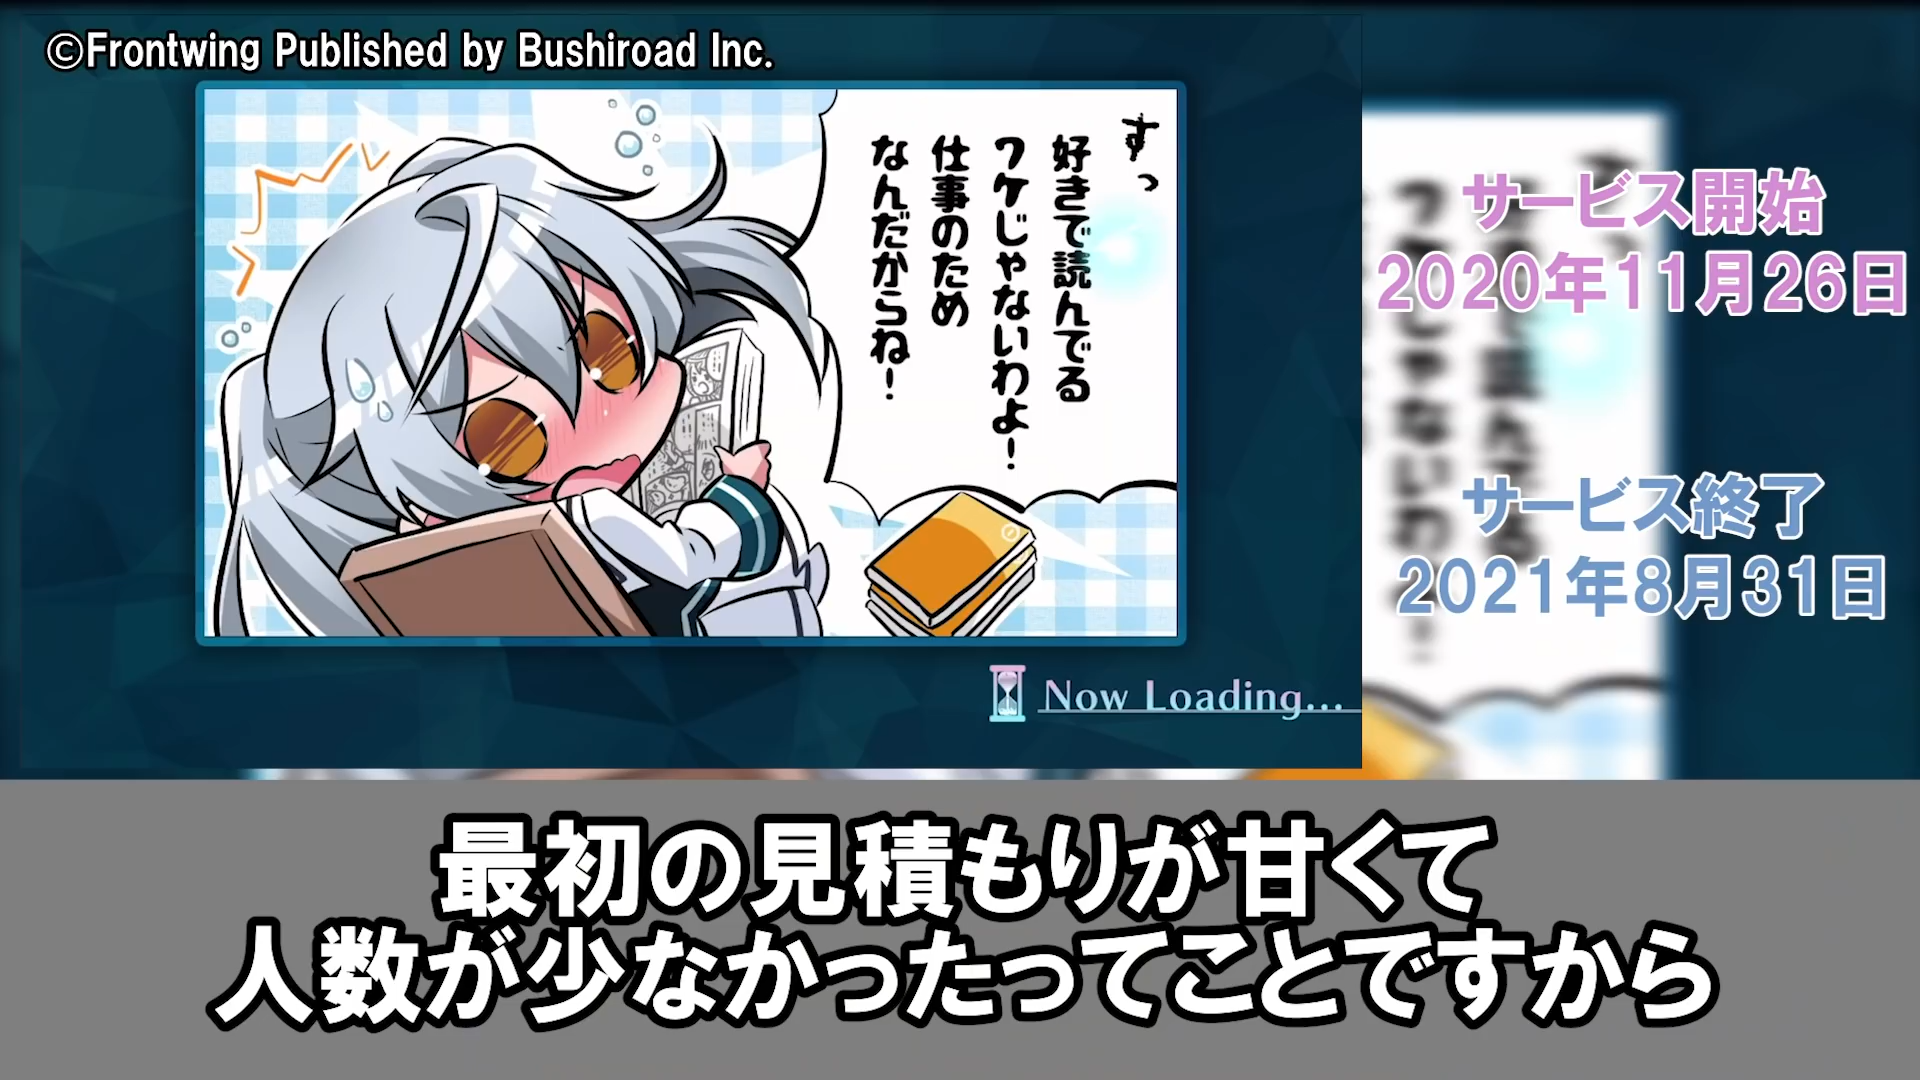 ©Frontwing Published by Bushiroad Inc.
すっ
好きで読んでる
ワケじゃないわよ！
仕事のため
なんだからね！
Now Loading...
サービス開始
2020年11月26日
サービス終了
2021年8月31日
最初の見積もりが甘くて
人数が少なかったってことですから